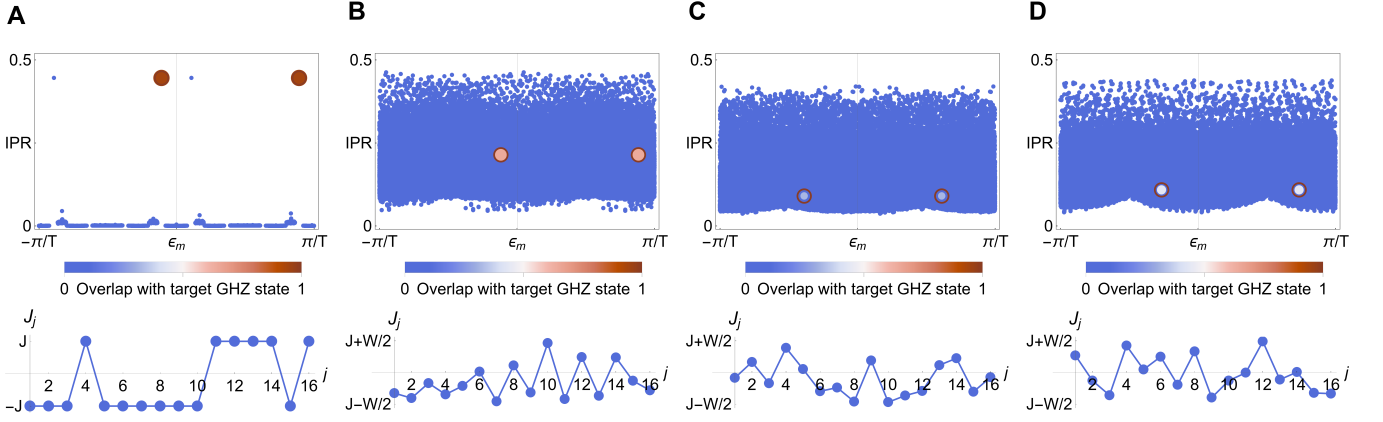 A
0.5
IPR
0
−π/T
ϵm
π/T
0 Overlap with target GHZ state 1
Jj
J
−J
2 4 6 8 10 12 14 16
j
B
0.5
IPR
0
−π/T
ϵm
π/T
0 Overlap with target GHZ state 1
Jj
J+W/2
J−W/2
2 4 6 8 10 12 14 16
j
C
0.5
IPR
0
−π/T
ϵm
π/T
0 Overlap with target GHZ state 1
Jj
J+W/2
J−W/2
2 4 6 8 10 12 14 16
j
D
0.5
IPR
0
−π/T
ϵm
π/T
0 Overlap with target GHZ state 1
Jj
J+W/2
J−W/2
2 4 6 8 10 12 14 16
j